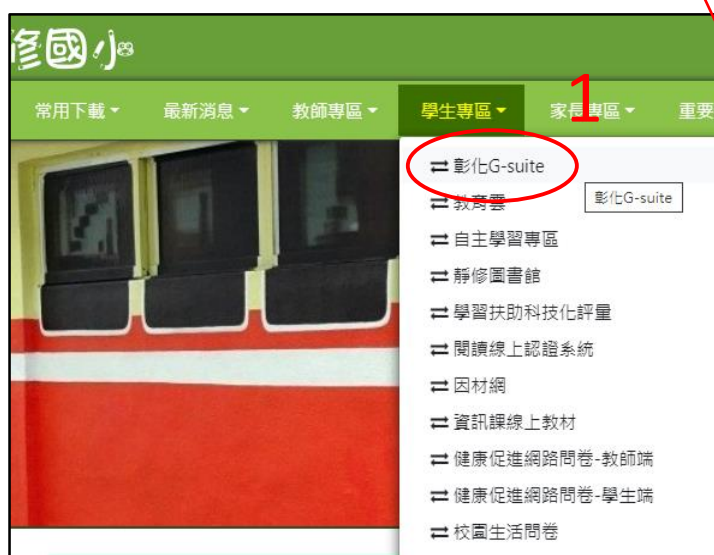 修國小
常用下載 最新消息 教師專區 學生專區 家長專區 重要
1
彰化G-suite
彰化G-suite
教育雲
自主學習專區
靜修圖書館
學習扶助科技化評量
閱讀線上認證系統
因材網
資訊課線上教材
健康促進網路問卷-教師端
健康促進網路問卷-學生端
校園生活問卷